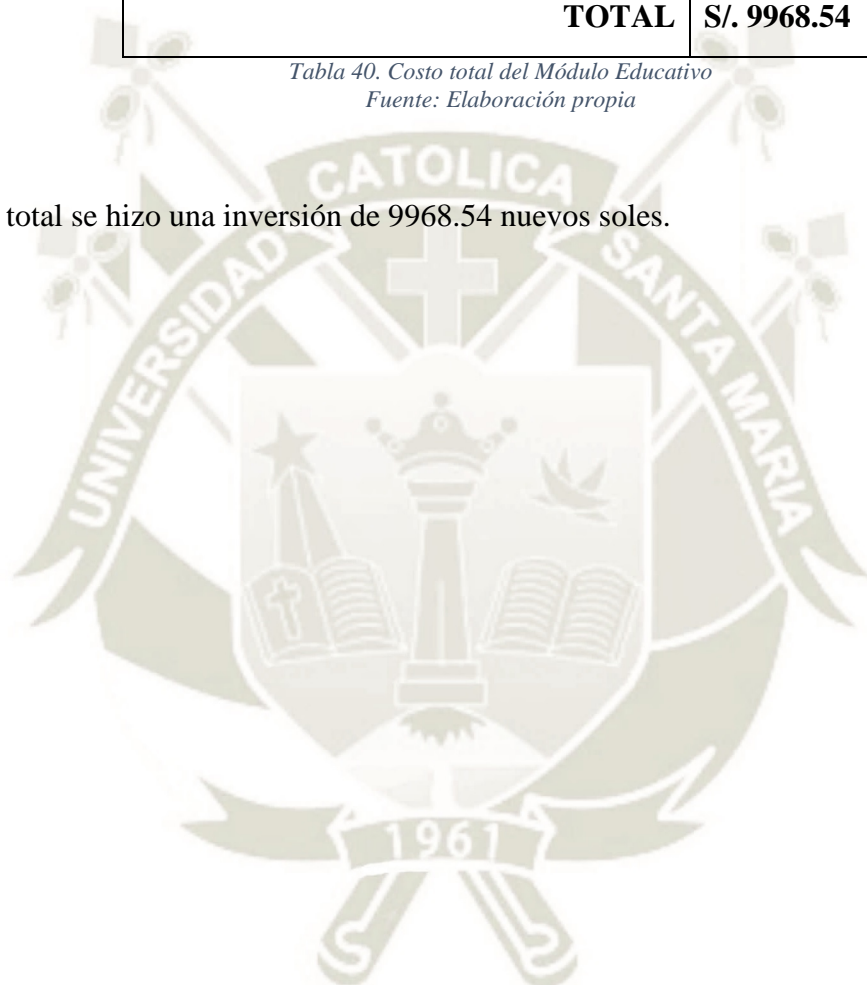 TOTAL S/. 9968.54
Tabla 40. Costo total del Módulo Educativo
Fuente: Elaboración propia
total se hizo una inversión de 9968.54 nuevos soles.
UNIVERSIDAD CATOLICA SANTA MARIA
1961